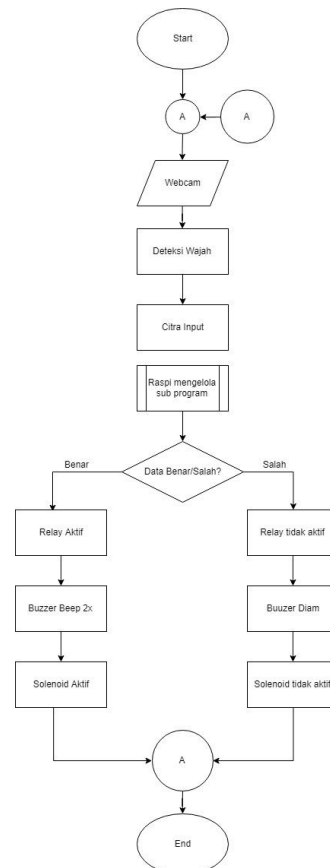 Start
A
A
Webcam
Deteksi Wajah
Citra Input
Raspi mengelola
sub program
Data Benar/Salah?
Benar
Salah
Relay Aktif
Relay tidak aktif
Buzzer Beep 2x
Buuzer Diam
Solenoid Aktif
Solenoid tidak aktif
A
End